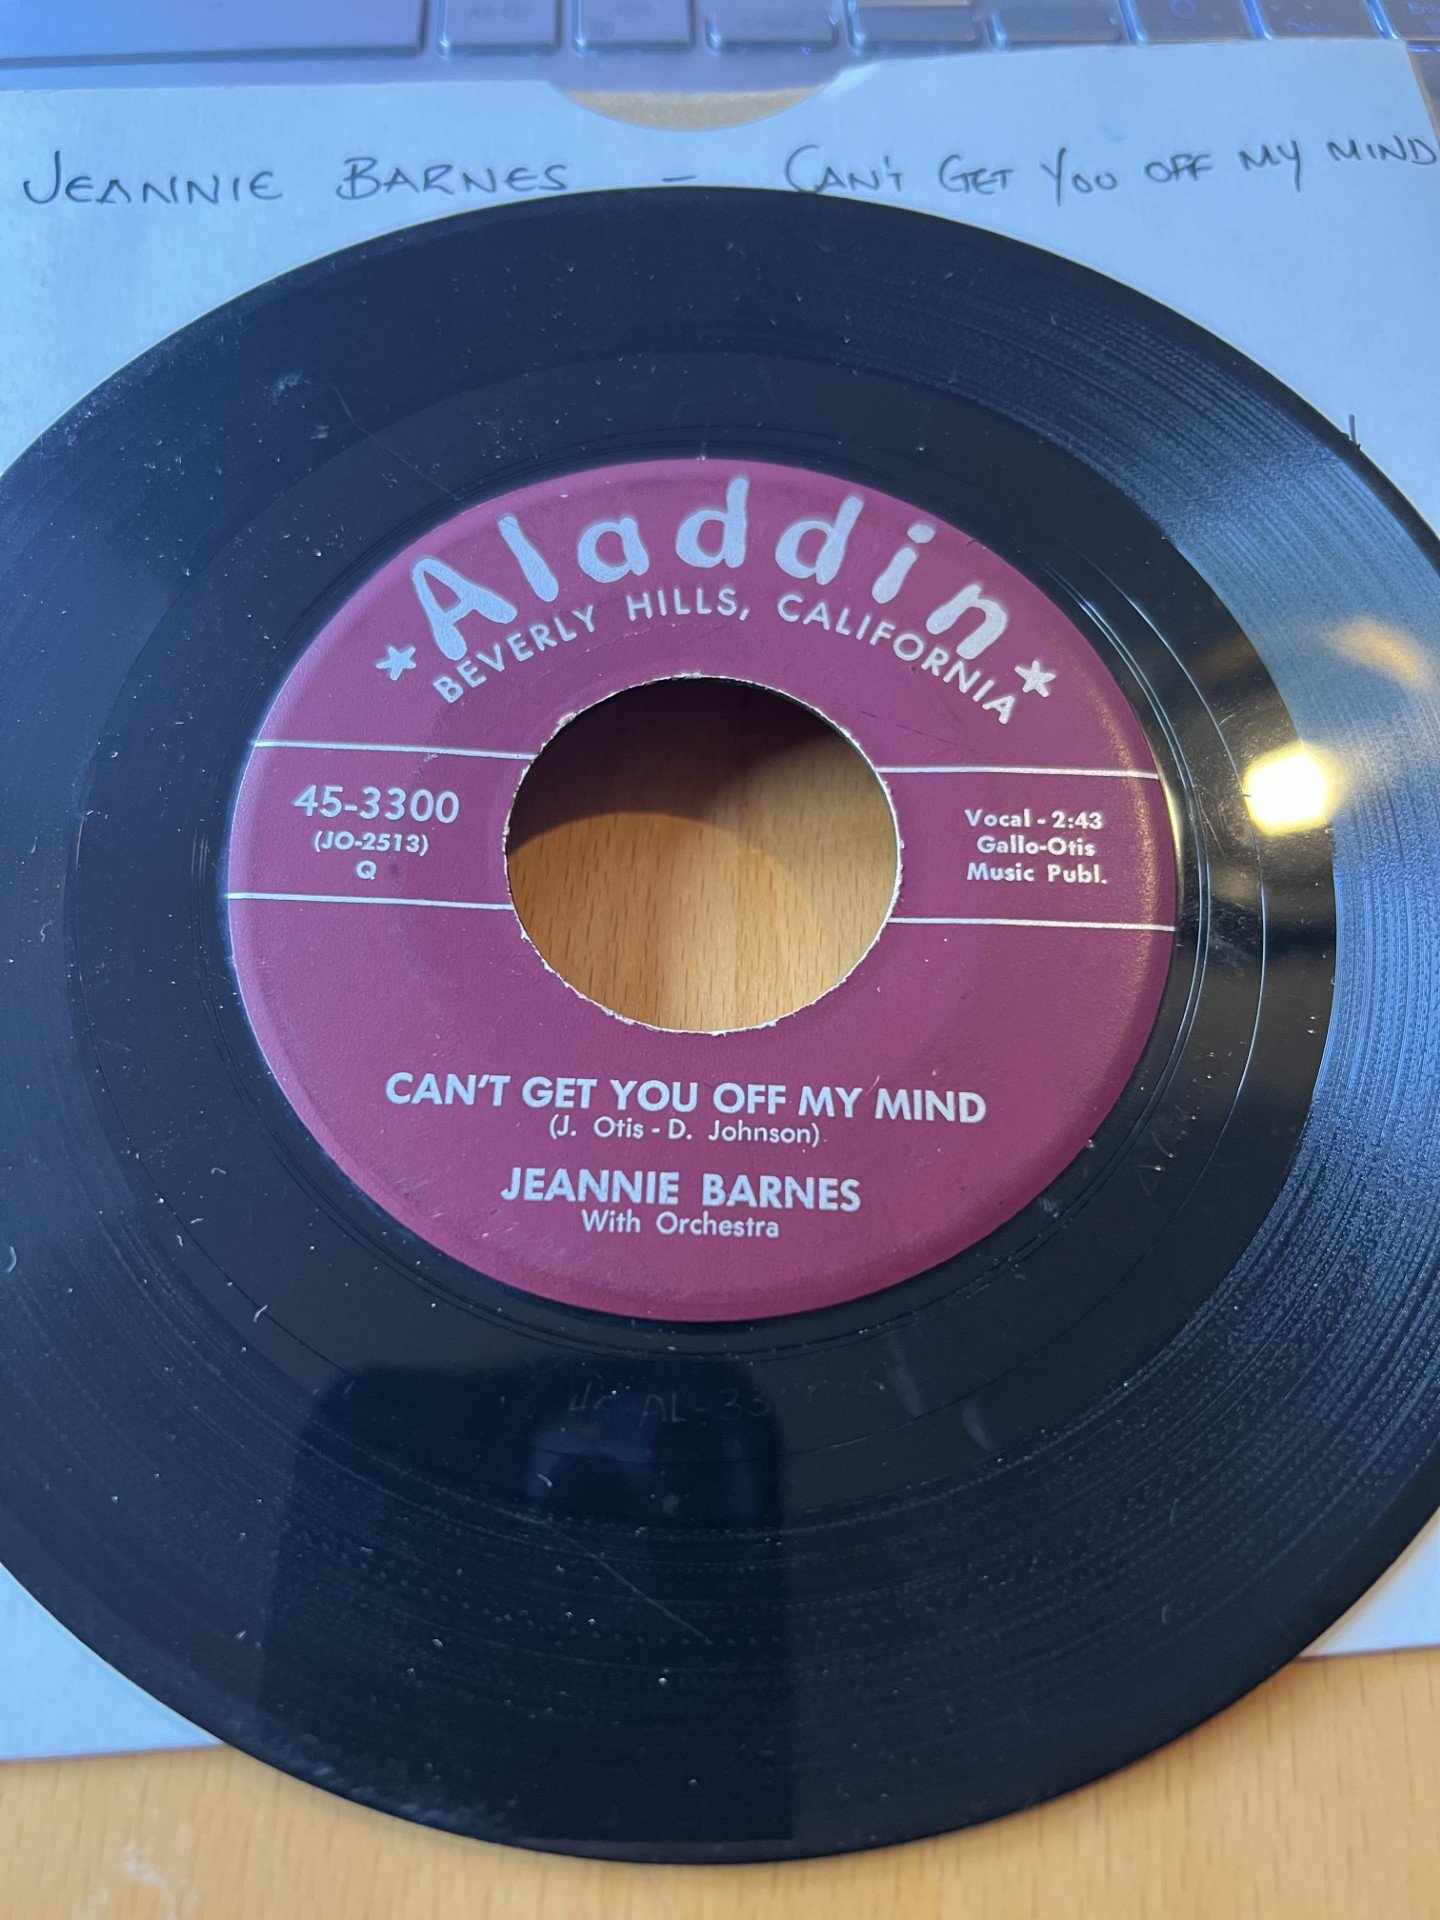 JEANNIE BARNES - CAN'T GET YOU OFF MY MIND
Aladdin
BEVERLY HILLS, CALIFORNIA
45-3300
(JO-2513)
Q
Vocal - 2:43
Gallo-Otis
Music Publ.
CAN'T GET YOU OFF MY MIND
(J. Otis - D. Johnson)
JEANNIE BARNES
With Orchestra